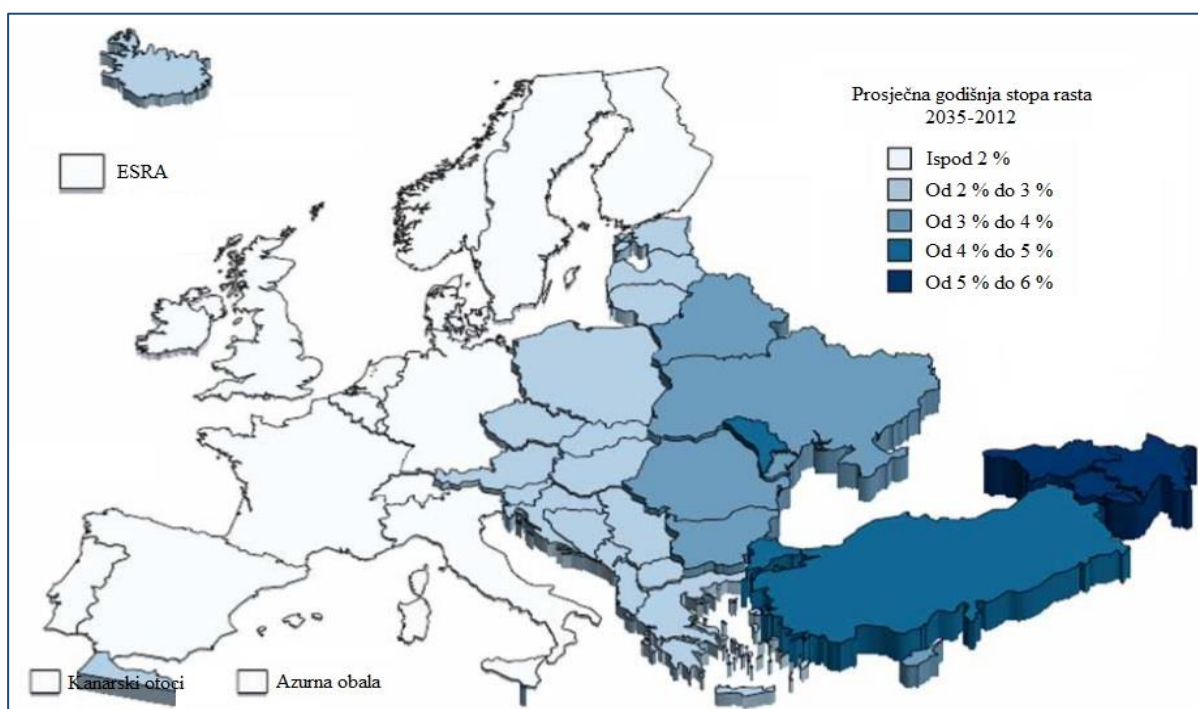 Prosječna godišnja stopa rasta
2035-2012
Ispod 2 %
Od 2 % do 3 %
Od 3 % do 4 %
Od 4 % do 5 %
Od 5 % do 6 %
ESRA
Kanarski otoci
Azurna obala